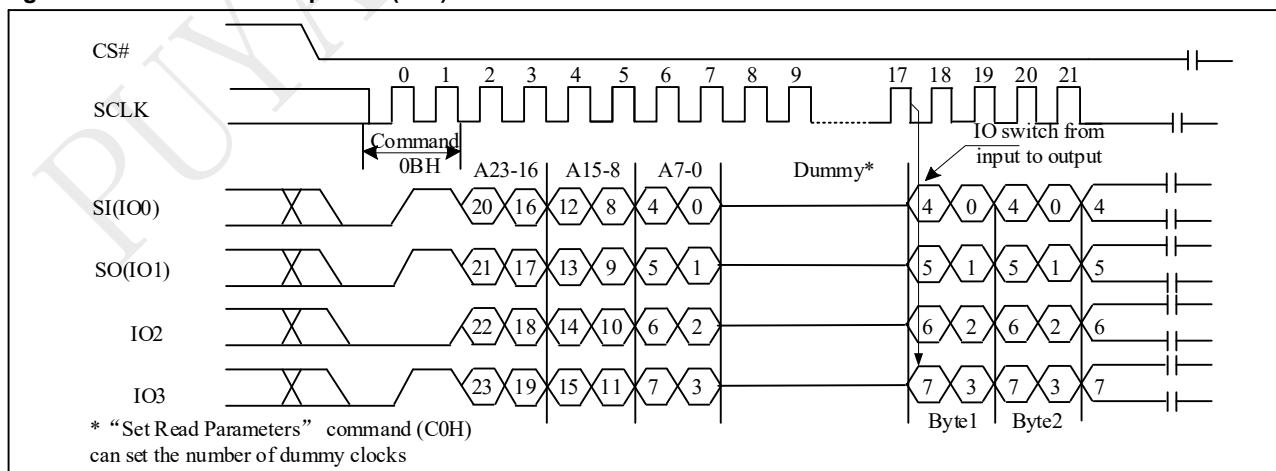 PUYA
CS#
0 1 2 3 4 5 6 7 8 9 17 18 19 20 21
SCLK
Command
0BH
IO switch from
input to output
A23-16 A15-8 A7-0 Dummy*
SI(IO0) 20 16 12 8 4 0 4 0 4 0 4
SO(IO1) 21 17 13 9 5 1 5 1 5 1 5
IO2 22 18 14 10 6 2 6 2 6 2 6
IO3 23 19 15 11 7 3 7 3 7 3 7
Byte1 Byte2
* “Set Read Parameters” command (C0H)
can set the number of dummy clocks